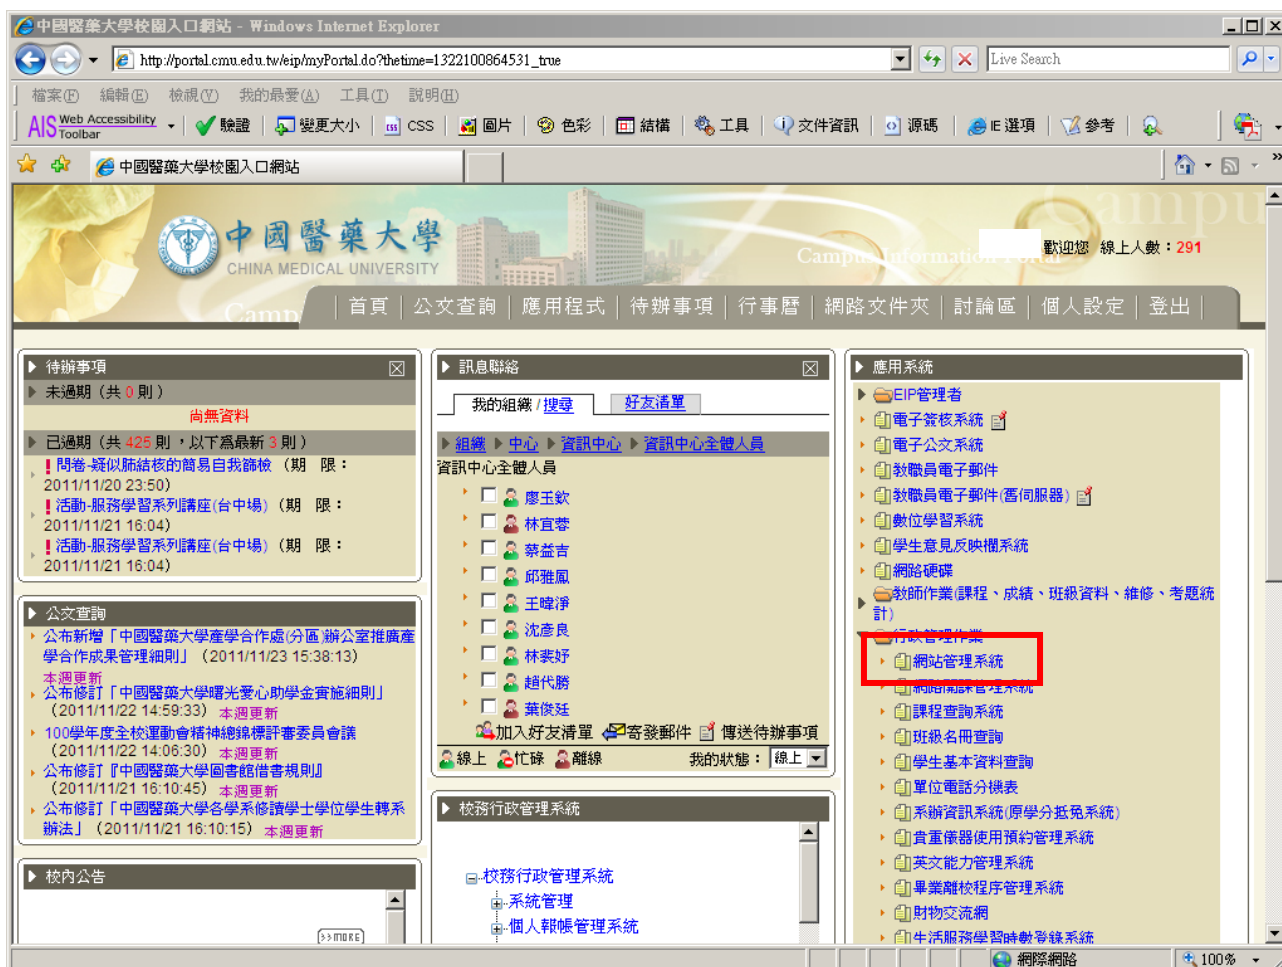 中國醫藥大學校園入口網站 - Windows Internet Explorer
http://portal.cmu.edu.tw/eip/myPortal.do?thetime=1322100864531_true
Live Search
檔案(F) 編輯(E) 檢視(V) 我的最愛(A) 工具(T) 說明(H)
AIS Web Accessibility Toolbar 驗證 變更大小 CSS 圖片 色彩 結構 工具 文件資訊 源碼 IE 選項 參考
中國醫藥大學校園入口網站
中國醫藥大學
CHINA MEDICAL UNIVERSITY
Campus Information Portal
歡迎您 線上人數：291
首頁 | 公文查詢 | 應用程式 | 待辦事項 | 行事曆 | 網路文件夾 | 討論區 | 個人設定 | 登出
待辦事項
未過期（共 0 則）
尚無資料
已過期（共 425 則，以下為最新 3 則）
! 問卷-疑似肺結核的簡易自我篩檢 （期 限：
2011/11/20 23:50)
! 活動-服務學習系列講座(台中場) （期 限：
2011/11/21 16:04)
! 活動-服務學習系列講座(台中場) （期 限：
2011/11/21 16:04)
公文查詢
公布新增「中國醫藥大學產學合作處(分區)辦公室推廣產
學合作成果管理細則」 （2011/11/23 15:38:13)
本週更新
公布修訂「中國醫藥大學曙光愛心助學金實施細則」
（2011/11/22 14:59:33) 本週更新
100學年度全校運動會精神總錦標評審委員會議
（2011/11/22 14:06:30) 本週更新
公布修訂『中國醫藥大學圖書館借書規則』
（2011/11/21 16:10:45) 本週更新
公布修訂「中國醫藥大學各學系修讀學士學位學生轉系
辦法」 （2011/11/21 16:10:15) 本週更新
校內公告
>>MORE
訊息聯絡
我的組織 / 搜尋 好友清單
組織 中心 資訊中心 資訊中心全體人員
資訊中心全體人員
廖玉欽
林宜蓉
蔡益吉
邱雅鳳
王暐淨
沈彥良
林裴妤
趙代勝
葉俊廷
加入好友清單 寄發郵件 傳送待辦事項
線上 忙碌 離線 我的狀態： 線上
校務行政管理系統
校務行政管理系統
系統管理
個人報帳管理系統
應用系統
EIP管理者
電子簽核系統
電子公文系統
教職員電子郵件
教職員電子郵件(舊伺服器)
數位學習系統
學生意見反映欄系統
網路硬碟
教師作業(課程、成績、班級資料、維修、考題統
計)
行政管理作業
網站管理系統
網路開課管理系統
課程查詢系統
班級名冊查詢
學生基本資料查詢
單位電話分機表
系辦資訊系統(原學分抵免系統)
貴重儀器使用預約管理系統
英文能力管理系統
畢業離校程序管理系統
財物交流網
生活服務學習時數登錄系統
網際網路 100%